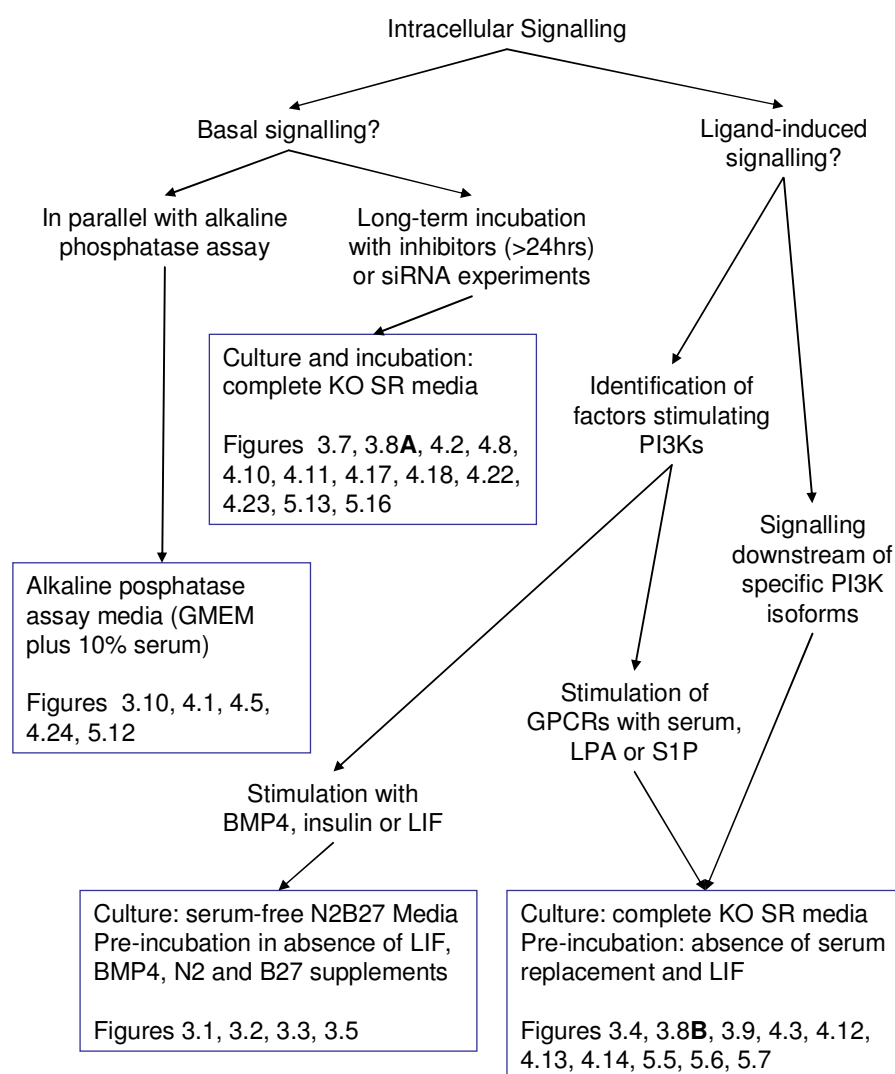 Intracellular Signalling
Basal signalling?
Ligand-induced
signalling?
In parallel with alkaline
phosphatase assay
Long-term incubation
with inhibitors (>24hrs)
or siRNA experiments
Culture and incubation:
complete KO SR media
Figures 3.7, 3.8A, 4.2, 4.8,
4.10, 4.11, 4.17, 4.18, 4.22,
4.23, 5.13, 5.16
Identification of
factors stimulating
PI3Ks
Signalling
downstream of
specific PI3K
isoforms
Alkaline posphatase
assay media (GMEM
plus 10% serum)
Figures 3.10, 4.1, 4.5,
4.24, 5.12
Stimulation of
GPCRs with serum,
LPA or S1P
Stimulation with
BMP4, insulin or LIF
Culture: serum-free N2B27 Media
Pre-incubation in absence of LIF,
BMP4, N2 and B27 supplements
Figures 3.1, 3.2, 3.3, 3.5
Culture: complete KO SR media
Pre-incubation: absence of serum
replacement and LIF
Figures 3.4, 3.8B, 3.9, 4.3, 4.12,
4.13, 4.14, 5.5, 5.6, 5.7